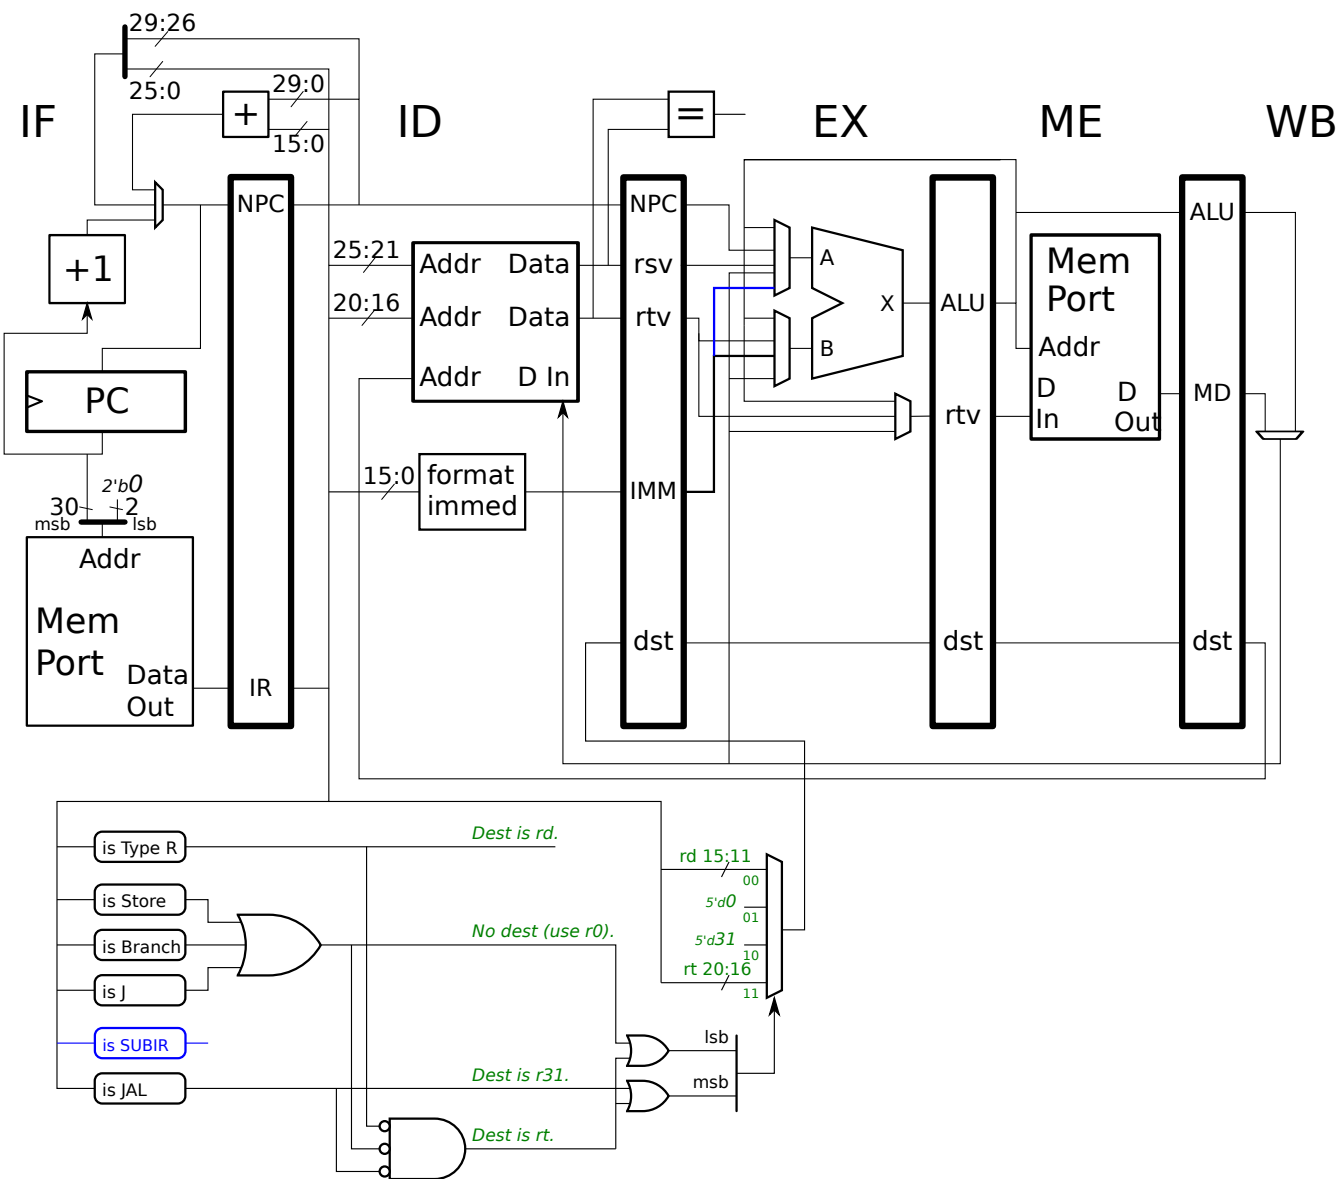 29:26
25:0
29:0
15:0
IF
ID
EX
ME
WB
+
=
NPC
NPC
ALU
+1
25:21
20:16
Addr
Data
Addr
Data
Addr
D In
rsv
rtv
A
B
X
ALU
Mem
Port
Addr
D
In
D
Out
MD
PC
rtv
15:0
format
immed
IMM
2'b0
30
2
msb
lsb
Addr
Mem
Port
Data
Out
IR
dst
dst
dst
is Type R
Dest is rd.
is Store
is Branch
No dest (use r0).
is J
is SUBIR
is JAL
Dest is r31.
Dest is rt.
rd 15:11
00
5'd0
01
5'd31
10
rt 20:16
11
lsb
msb